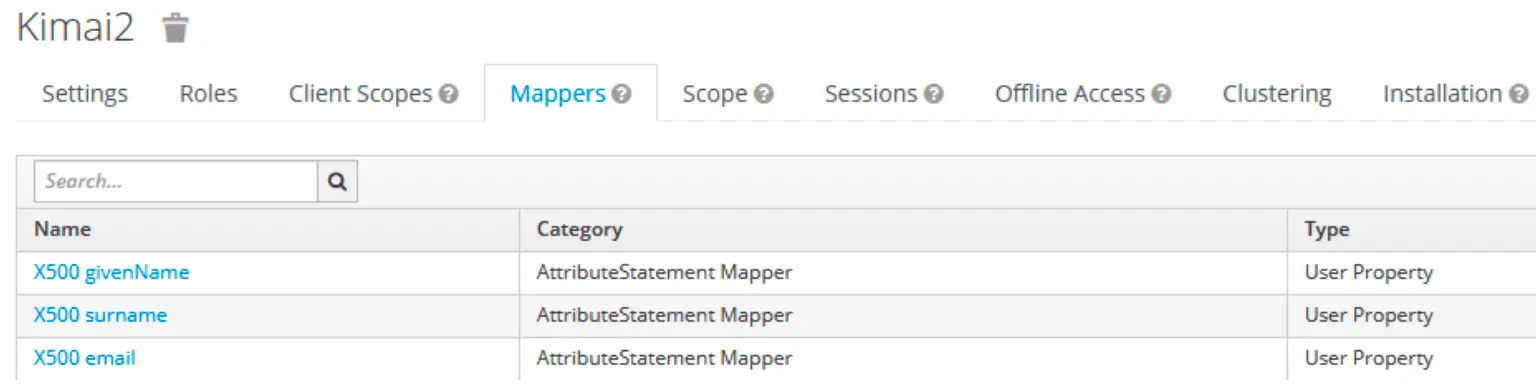 Kimai2
Settings Roles Client Scopes Mappers Scope Sessions Offline Access Clustering Installation
Search...
Name Category Type
X500 givenName AttributeStatement Mapper User Property
X500 surname AttributeStatement Mapper User Property
X500 email AttributeStatement Mapper User Property